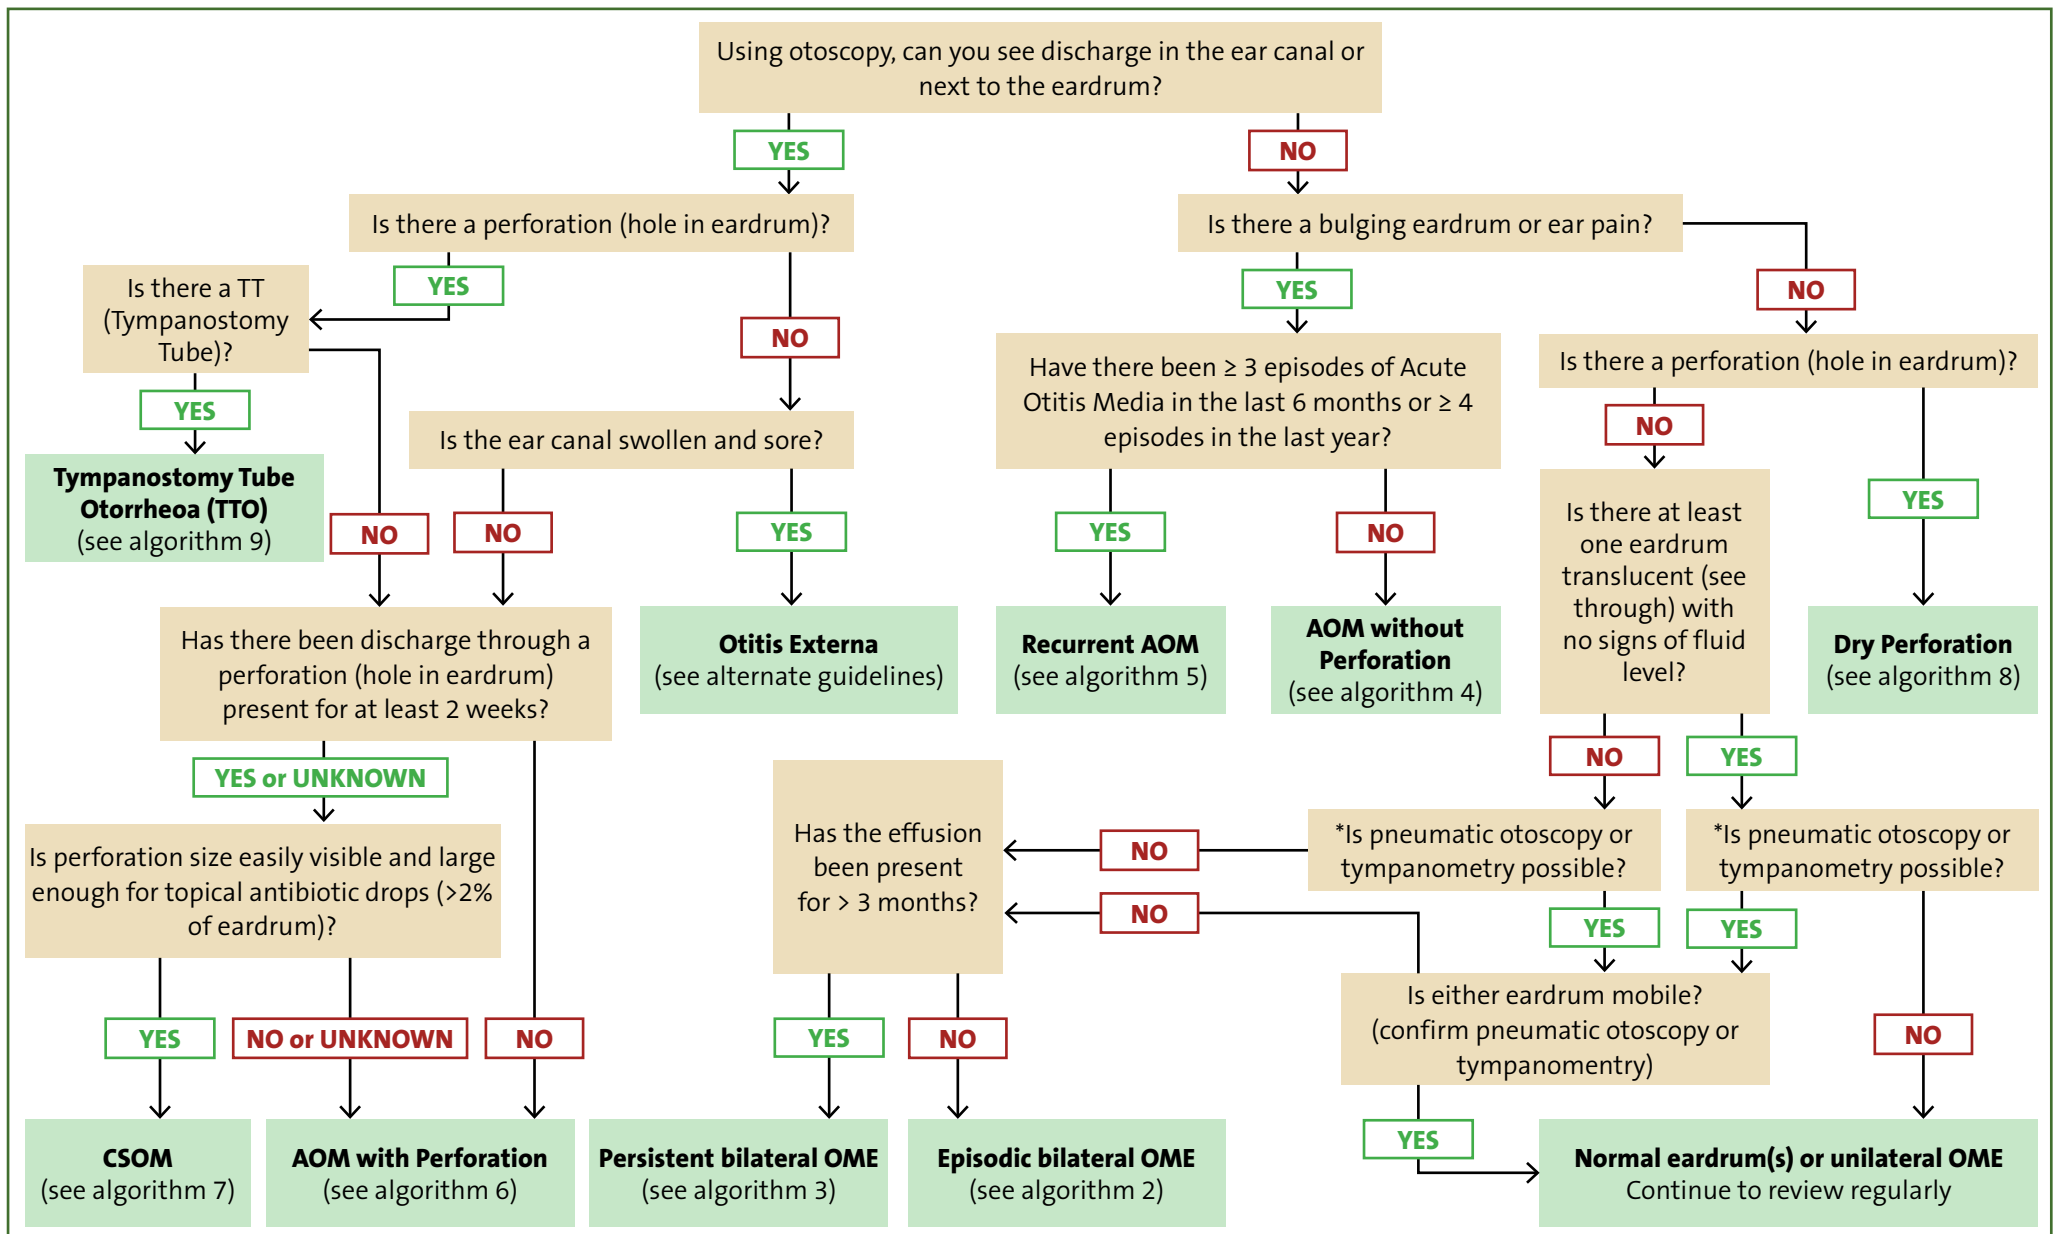 Using otoscopy, can you see discharge in the ear canal or
next to the eardrum?
YES
NO
Is there a perforation (hole in eardrum)?
Is there a bulging eardrum or ear pain?
YES
NO
YES
NO
Is there a TT
(Tympanostomy
Tube)?
Have there been ≥ 3 episodes of Acute
Otitis Media in the last 6 months or ≥ 4
episodes in the last year?
Is there a perforation (hole in eardrum)?
YES
NO
Is the ear canal swollen and sore?
NO
YES
Tympanostomy Tube
Otorrheoa (TTO)
(see algorithm 9)
NO
YES
YES
NO
Is there at least
one eardrum
translucent (see
through) with
no signs of fluid
level?
Has there been discharge through a
perforation (hole in eardrum)
present for at least 2 weeks?
Otitis Externa
(see alternate guidelines)
Recurrent AOM
(see algorithm 5)
AOM without
Perforation
(see algorithm 4)
Dry Perforation
(see algorithm 8)
YES or UNKNOWN
NO
YES
Is perforation size easily visible and large
enough for topical antibiotic drops (>2%
of eardrum)?
Has the effusion
been present
for > 3 months?
NO
*Is pneumatic otoscopy or
tympanometry possible?
*Is pneumatic otoscopy or
tympanometry possible?
NO
YES
YES
Is either eardrum mobile?
(confirm pneumatic otoscopy or
tympanomentry)
YES
NO or UNKNOWN
NO
YES
NO
NO
YES
CSOM
(see algorithm 7)
AOM with Perforation
(see algorithm 6)
Persistent bilateral OME
(see algorithm 3)
Episodic bilateral OME
(see algorithm 2)
Normal eardrum(s) or unilateral OME
Continue to review regularly